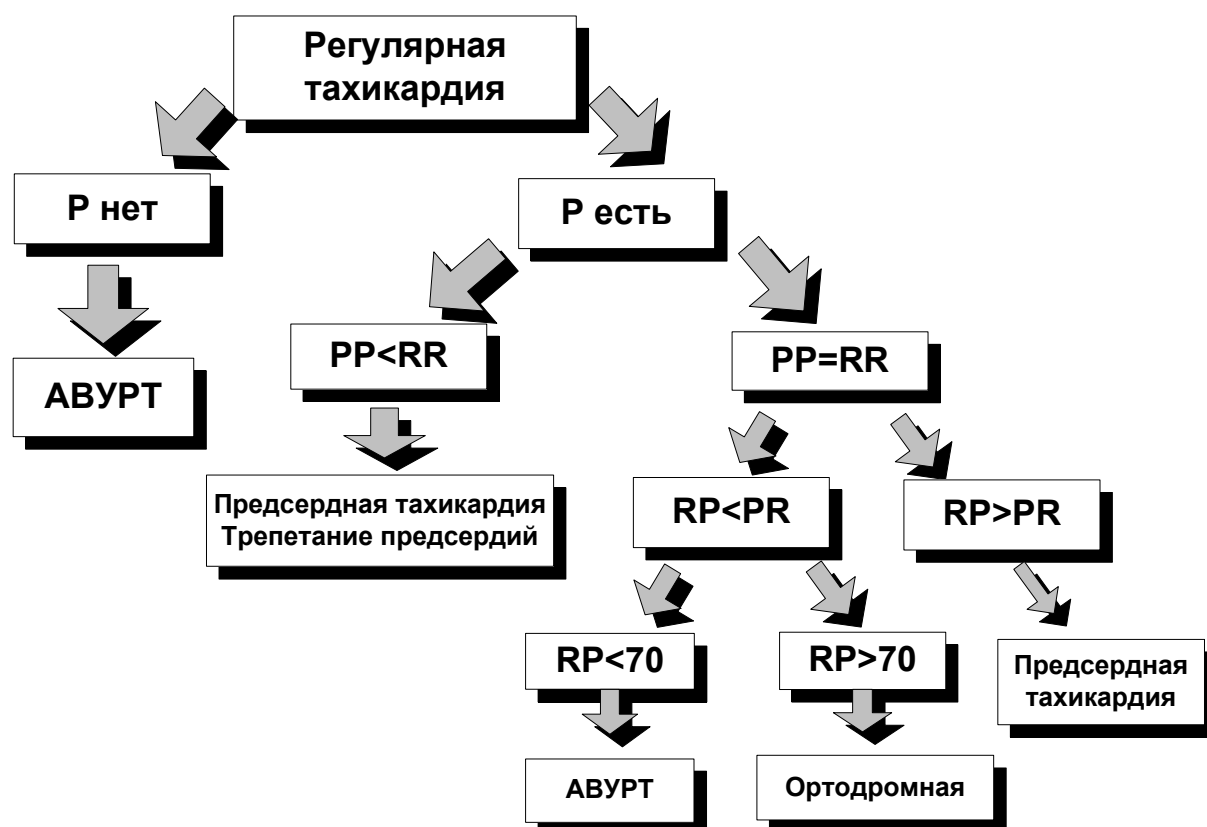 Регулярная
тахикардия
Р нет
Р есть
АВУРТ
PP<RR
PP=RR
Предсердная тахикардия
Трепетание предсердий
RP<PR
RP>PR
RP<70
RP>70
Предсердная
тахикардия
АВУРТ
Ортодромная